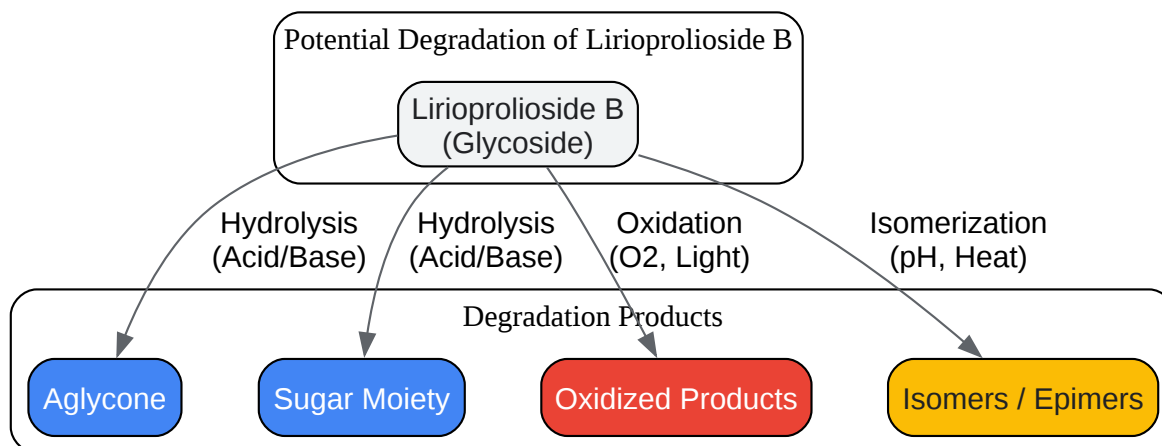 Potential Degradation of Lirioprolioside B
Lirioprolioside B
(Glycoside)
Hydrolysis
(Acid/Base)
Hydrolysis
(Acid/Base)
Oxidation
(O2, Light)
Isomerization
(pH, Heat)
Degradation Products
Aglycone
Sugar Moiety
Oxidized Products
Isomers / Epimers